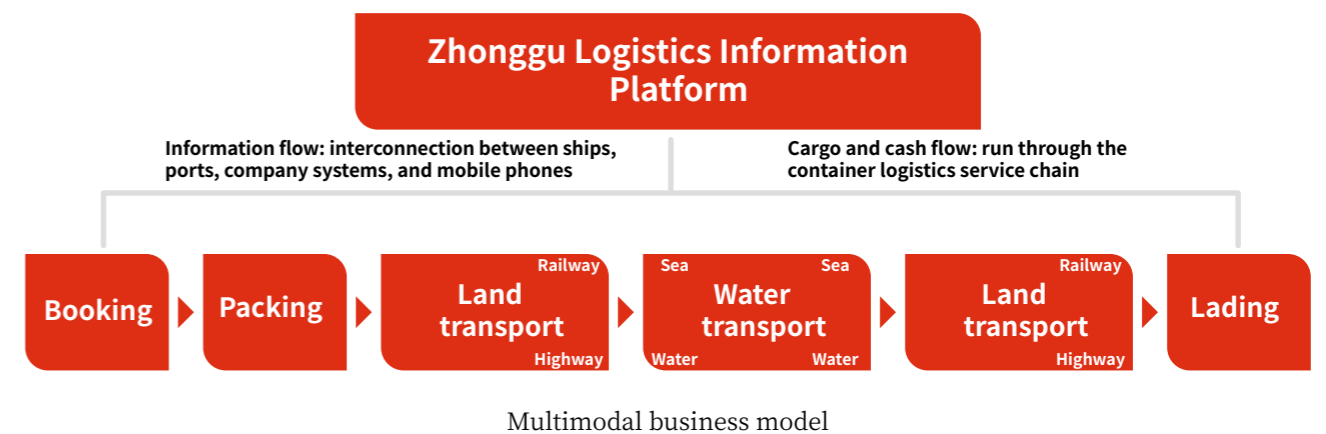 Zhonggu Logistics Information
Platform
Information flow: interconnection between ships,
ports, company systems, and mobile phones
Cargo and cash flow: run through the
container logistics service chain
Booking
Packing
Railway
Land
transport
Highway
Sea
Sea
Water
transport
Water
Water
Railway
Land
transport
Highway
Lading
Multimodal business model